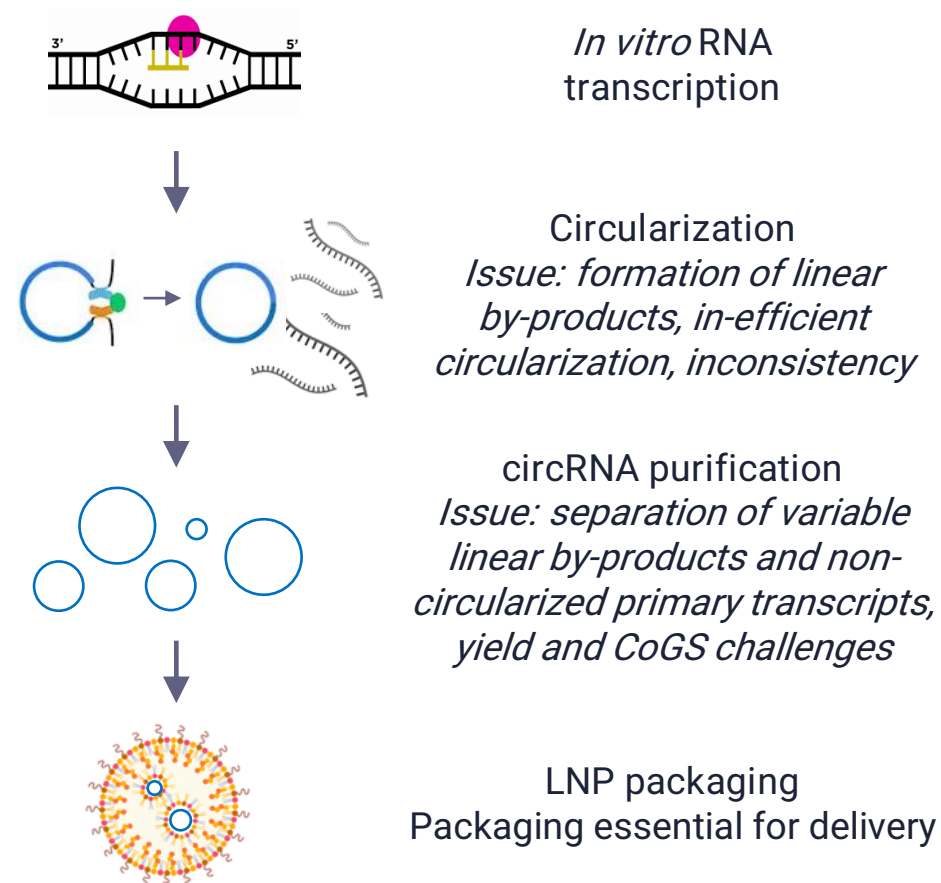 3’
5’
In vitro RNA
transcription
Circularization
Issue: formation of linear
by-products, in-efficient
circularization, inconsistency
circRNA purification
Issue: separation of variable
linear by-products and non-
circularized primary transcripts,
yield and CoGS challenges
LNP packaging
Packaging essential for delivery